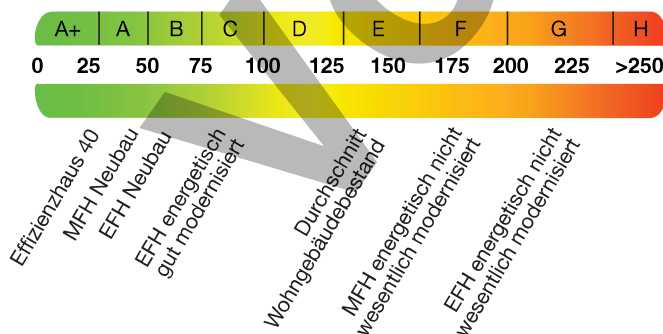 A+ A B C D E F G H
0 25 50 75 100 125 150 175 200 225 >250
Effizienzhaus 40
MFH Neubau
EFH Neubau
EFH energetisch
gut modernisiert
Durchschnitt
Wohngebäudebestand
MFH energetisch nicht
wesentlich modernisiert
EFH energetisch nicht
wesentlich modernisiert